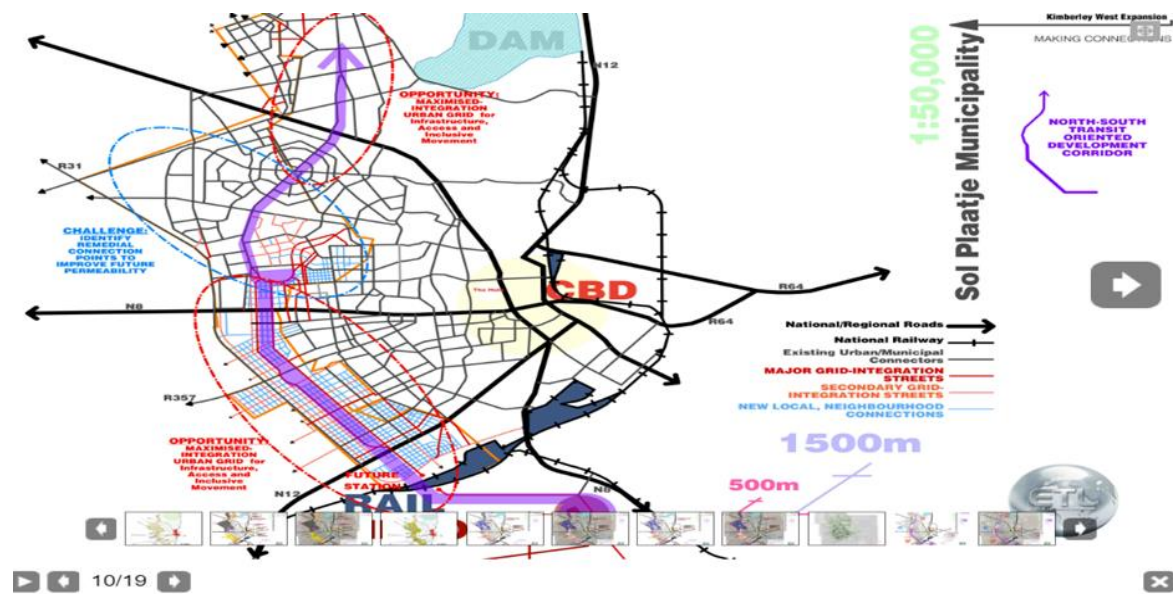 DAM
N12
OPPORTUNITY:
MAXIMISED-
INTEGRATION
URBAN GRID for
Infrastructure,
Access and
Inclusive
Movement
R31
CHALLENGE:
IDENTIFY
REMEDIAL
CONNECTION
POINTS TO
IMPROVE FUTURE
PERMEABILITY
N8
CBD
R64
R64
R357
OPPORTUNITY:
MAXIMISED-
INTEGRATION
URBAN GRID for
Infrastructure,
Access and
Inclusive
Movement
FUTURE
STATION
N12
RAIL
N8
1:50,000
Sol Plaatje Municipality
Kimberley West Expansion
MAKING CONNECTIONS
NORTH-SOUTH
TRANSIT
ORIENTED
DEVELOPMENT
CORRIDOR
National/Regional Roads
National Railway
Existing Urban/Municipal
Connectors
MAJOR GRID-INTEGRATION
STREETS
SECONDARY GRID-
INTEGRATION STREETS
NEW LOCAL, NEIGHBOURHOOD
CONNECTIONS
1500m
500m
10/19